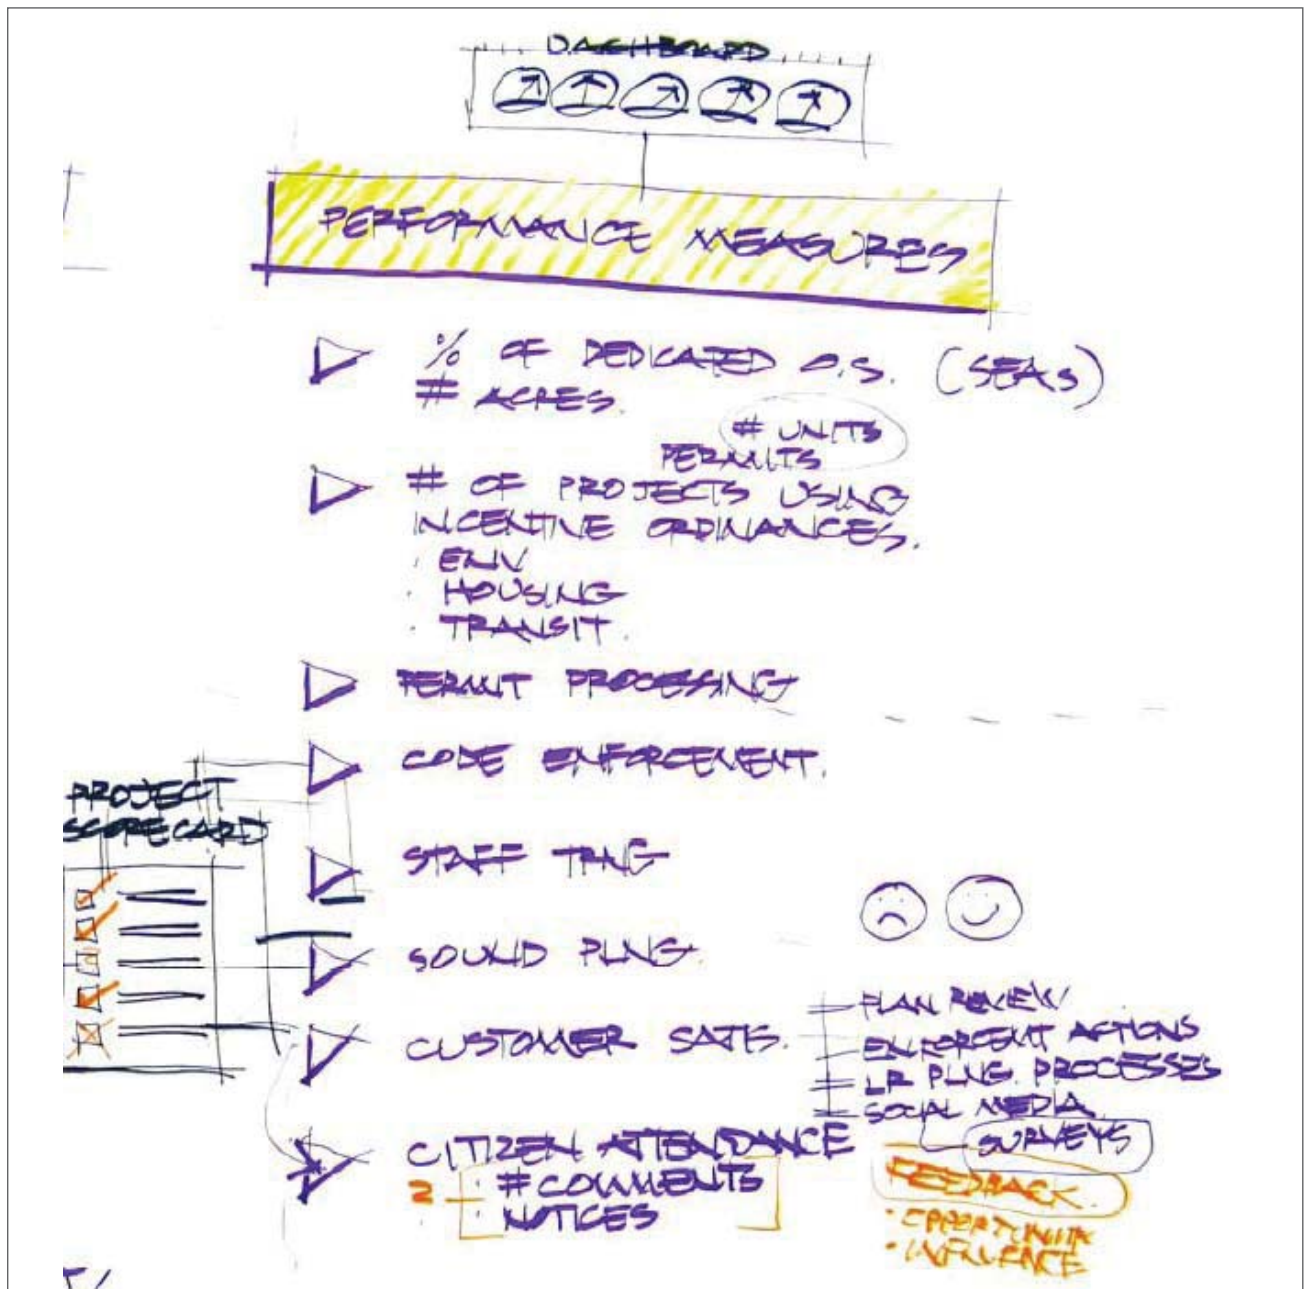 DASHBOARD
PERFORMANCE MEASURES
% OF DEDICATED O.S. (SEAs)
# ACRES.
# UNITS
PERMITS
# OF PROJECTS USING
INCENTIVE ORDINANCES.
· ENV
· HOUSING
· TRANSIT.
PERMIT PROCESSING
CODE ENFORCEMENT.
PROJECT
SCORECARD
STAFF TRNG
SOUND PLNG.
CUSTOMER SATIS.
PLAN REVIEW
ENFORCEMT ACTIONS
LR PLNG. PROCESSES
SOCIAL MEDIA
SURVEYS
CITIZEN ATTENDANCE
2
· # COMMENTS
· NOTICES
FEEDBACK.
· OPPORTUNITY
· INFLUENCE